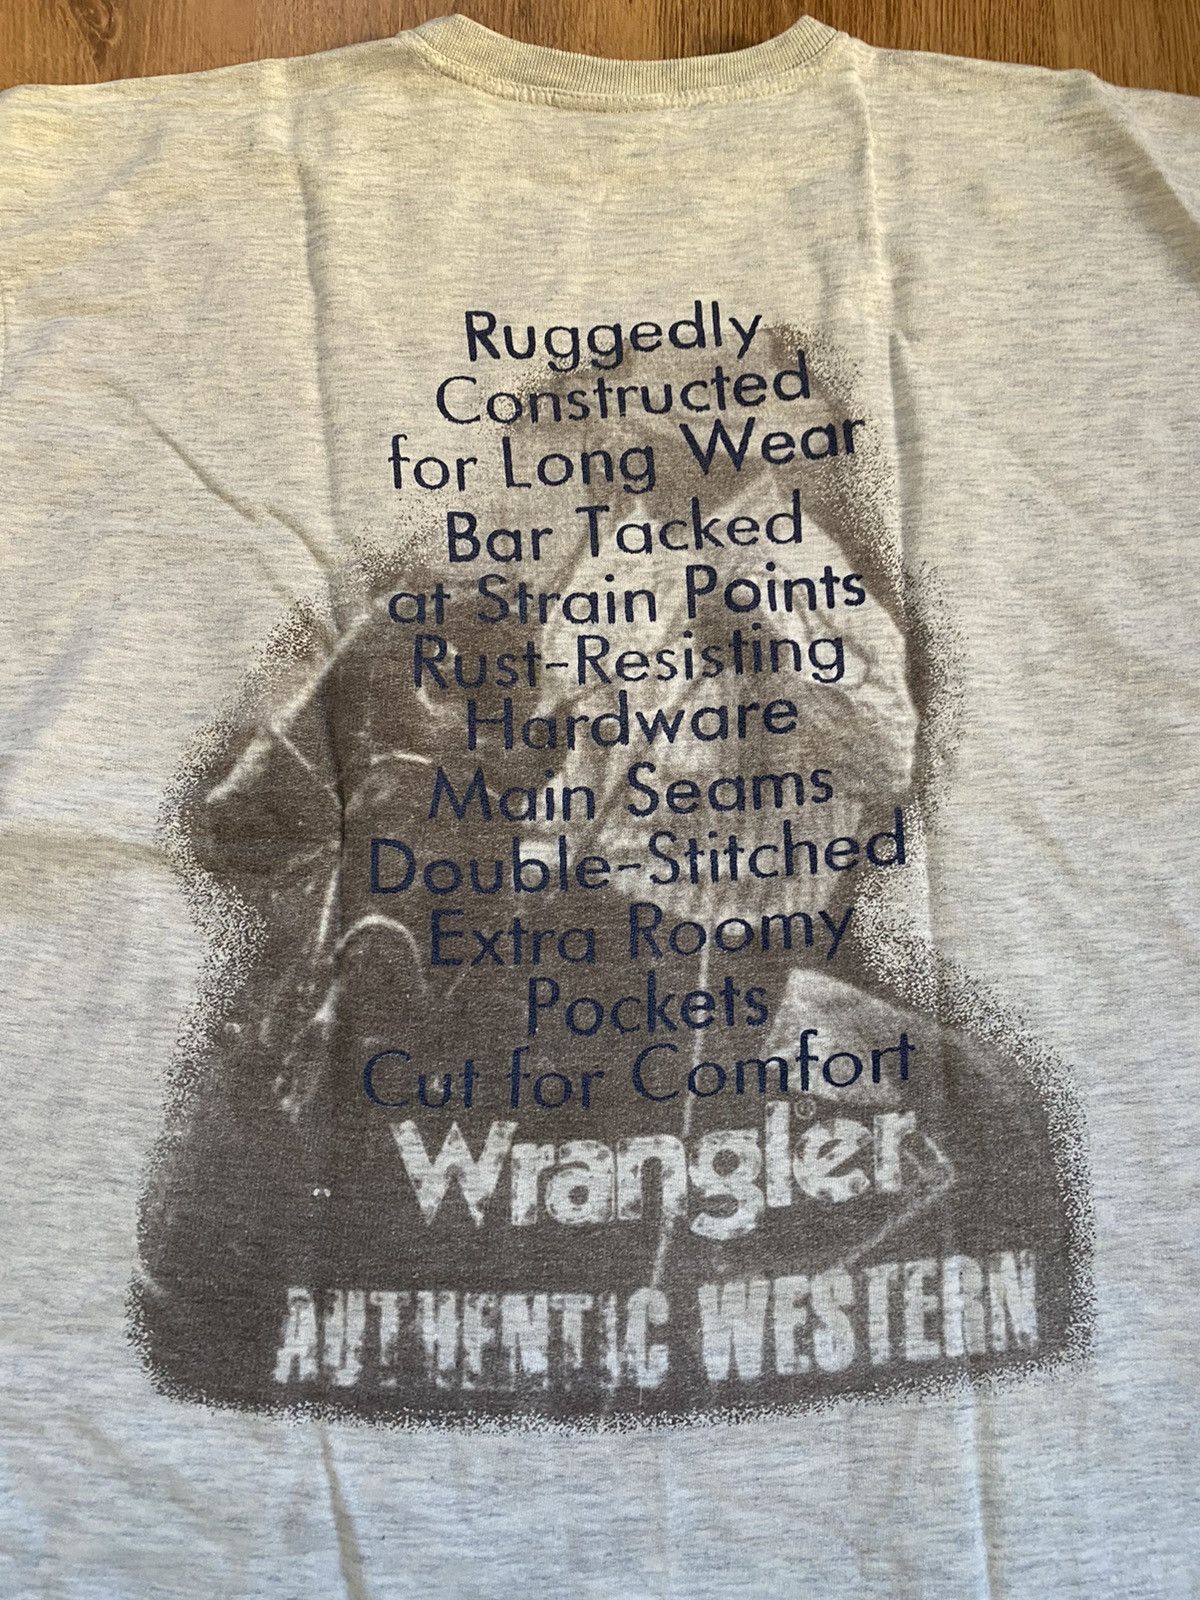 Ruggedly
Constructed
for Long Wear
Bar Tacked
at Strain Points
Rust-Resisting
Hardware
Main Seams
Double-Stitched
Extra Roomy
Pockets
Cut for Comfort
Wrangler®
AUTHENTIC WESTERN